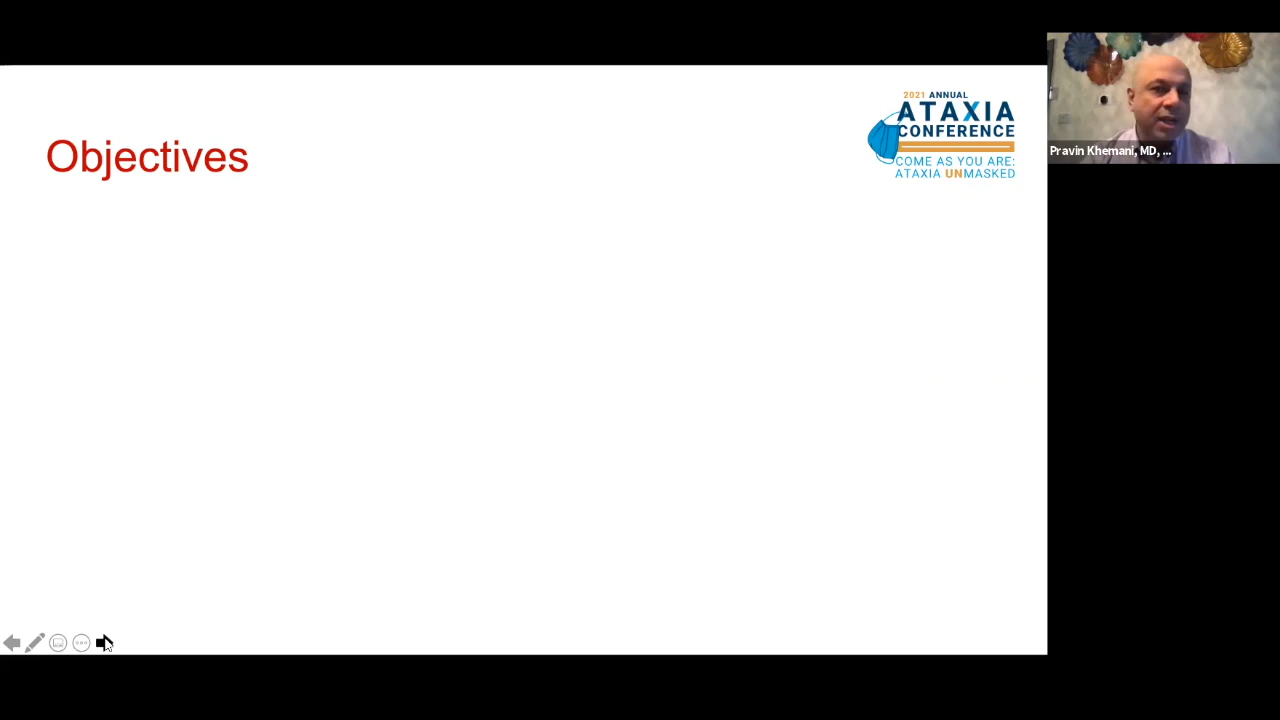 Objectives
2021 ANNUAL
ATAXIA
CONFERENCE
COME AS YOU ARE:
ATAXIA UNMASKED
Pravin Khemani, MD, ...